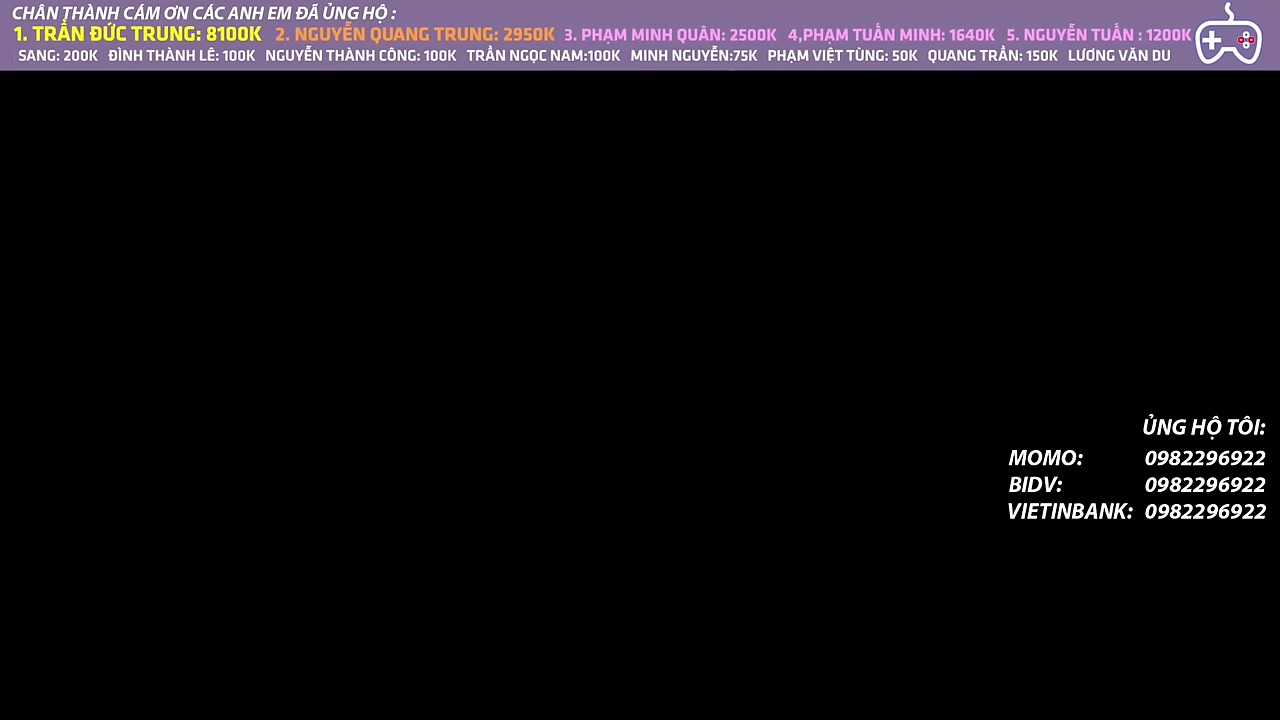 CHÂN THÀNH CÁM ƠN CÁC ANH EM ĐÃ ỦNG HỘ :
1. TRẦN ĐỨC TRUNG: 8100K 2. NGUYỄN QUANG TRUNG: 2950K 3. PHẠM MINH QUÂN: 2500K 4,PHẠM TUẤN MINH: 1640K 5. NGUYỄN TUẤN : 1200K
SANG: 200K ĐÌNH THÀNH LÊ: 100K NGUYỄN THÀNH CÔNG: 100K TRẦN NGỌC NAM:100K MINH NGUYỄN:75K PHẠM VIỆT TÙNG: 50K QUANG TRẦN: 150K LƯƠNG VĂN DU
ỦNG HỘ TÔI:
MOMO: 0982296922
BIDV: 0982296922
VIETINBANK: 0982296922